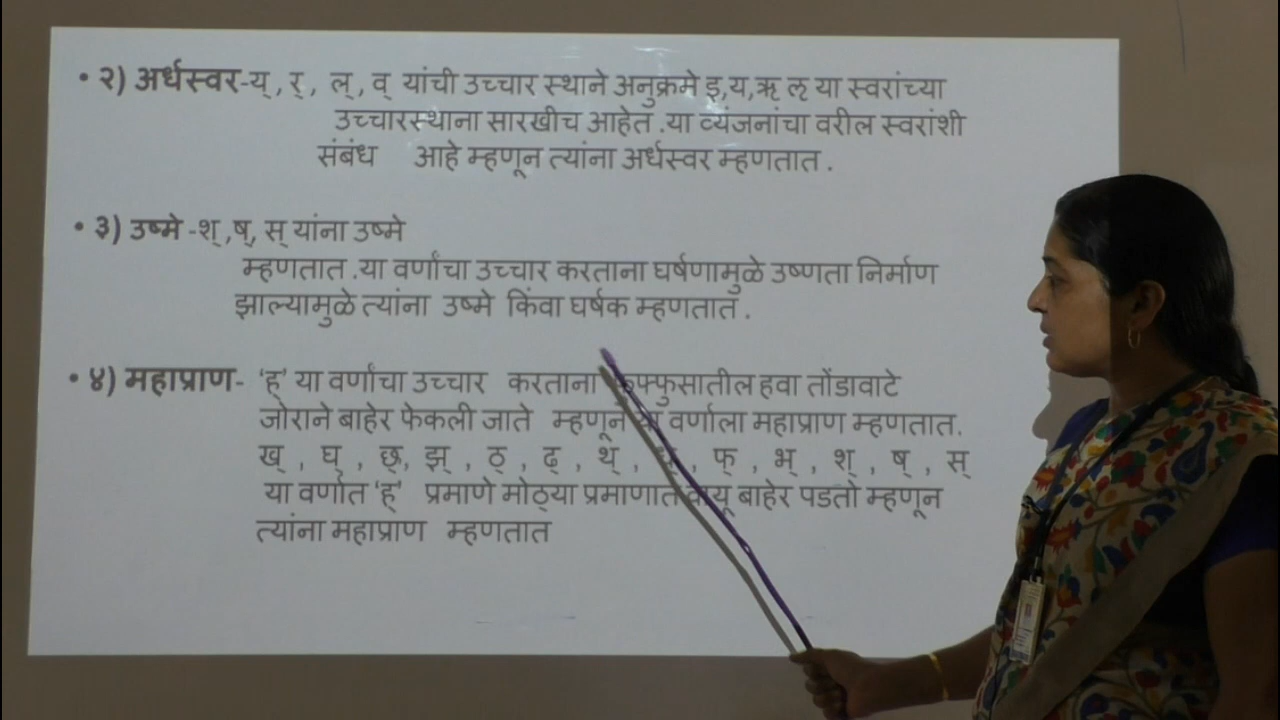 • २) अर्धस्वर-य् , र् , ल् , व् यांची उच्चार स्थाने अनुक्रमे इ,य,ऋ ऌ या स्वरांच्या
उच्चारस्थाना सारखीच आहेत .या व्यंजनांचा वरील स्वरांशी
संबंध आहे म्हणून त्यांना अर्धस्वर म्हणतात .
• ३) उष्मे -श् ,ष्, स् यांना उष्मे
म्हणतात .या वर्णांचा उच्चार करताना घर्षणामुळे उष्णता निर्माण
झाल्यामुळे त्यांना उष्मे किंवा घर्षक म्हणतात .
• ४) महाप्राण- 'ह्' या वर्णाचा उच्चार करताना फुफ्फुसातील हवा तोंडावाटे
जोराने बाहेर फेकली जाते म्हणून या वर्णाला महाप्राण म्हणतात.
ख् , घ् , छ्, झ् , ठ् , ढ् , थ् , ध् , फ् , भ् , श् , ष् , स्
या वर्णात 'ह्' प्रमाणे मोठ्या प्रमाणात वायू बाहेर पडतो म्हणून
त्यांना महाप्राण म्हणतात